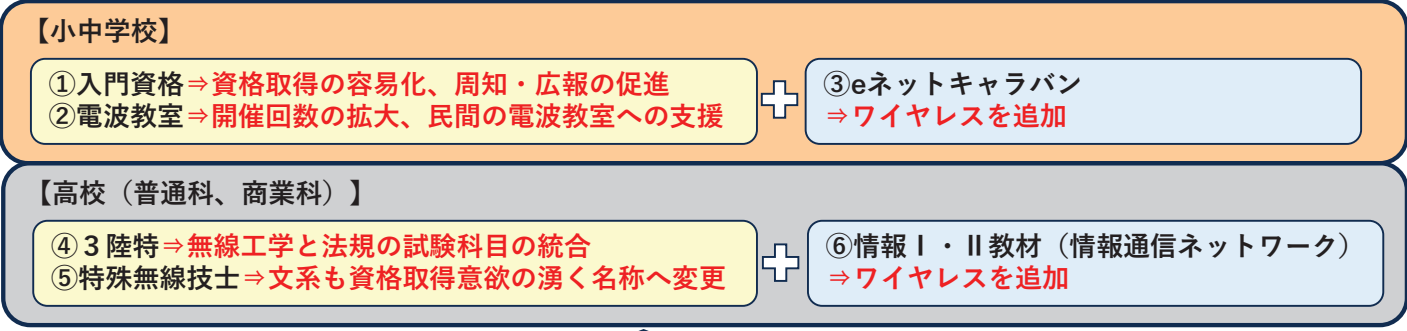 【小中学校】
①入門資格⇒資格取得の容易化、周知・広報の促進
②電波教室⇒開催回数の拡大、民間の電波教室への支援
③eネットキャラバン
⇒ワイヤレスを追加
【高校（普通科、商業科）】
④３陸特⇒無線工学と法規の試験科目の統合
⑤特殊無線技士⇒文系も資格取得意欲の湧く名称へ変更
⑥情報Ⅰ・Ⅱ教材（情報通信ネットワーク）
⇒ワイヤレスを追加